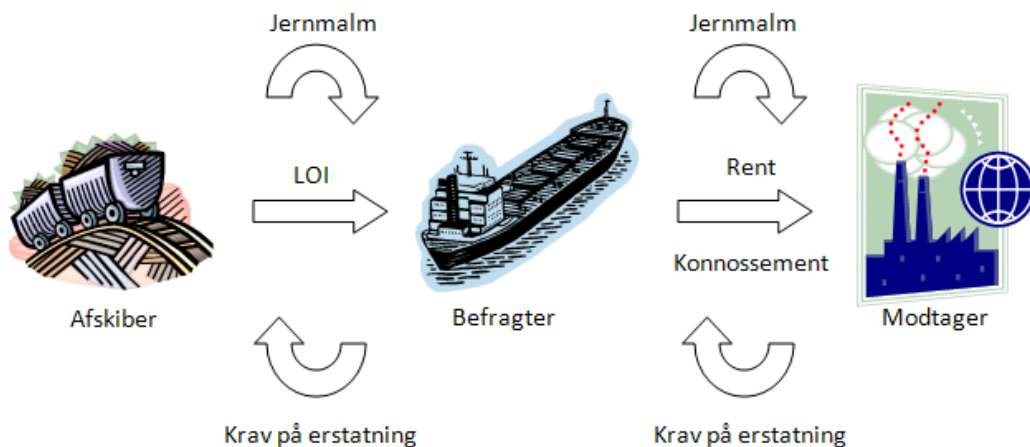 Jernmalm
Jernmalm
LOI
Rent
Konnossement
Afskiber
Befragter
Modtager
Krav på erstatning
Krav på erstatning